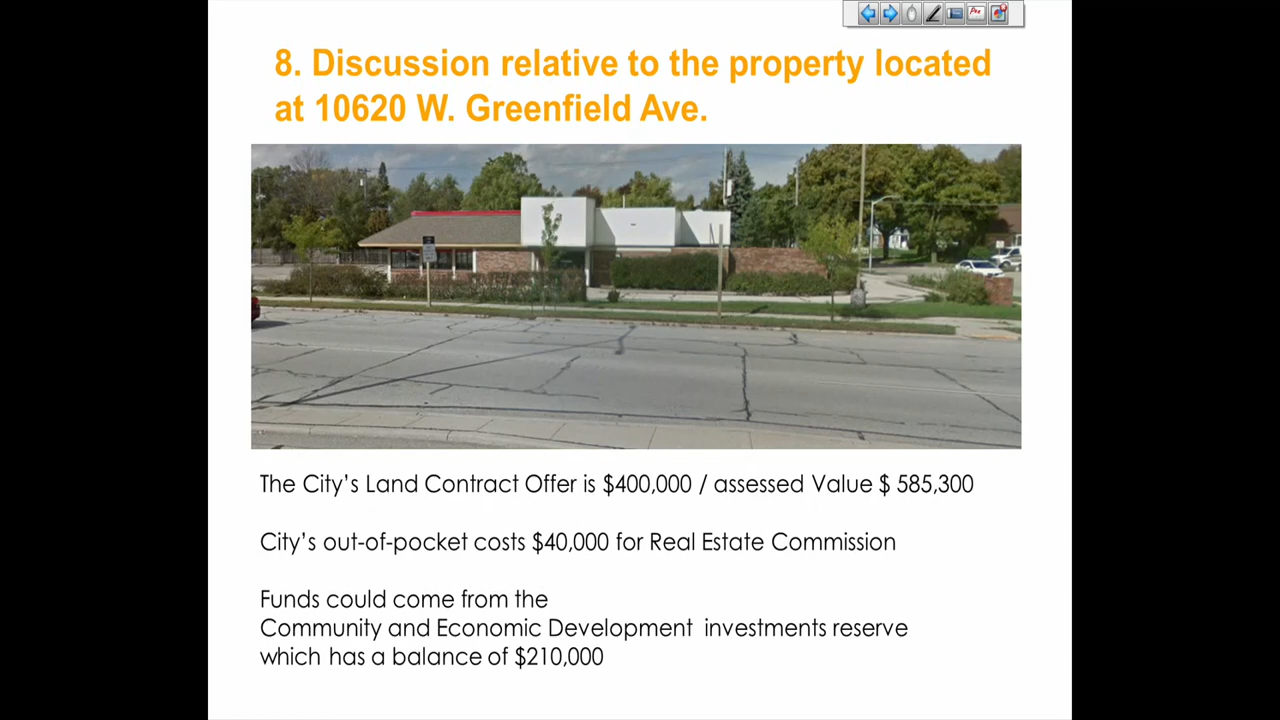 8. Discussion relative to the property located
at 10620 W. Greenfield Ave.
The City's Land Contract Offer is $400,000 / assessed Value $ 585,300
City's out-of-pocket costs $40,000 for Real Estate Commission
Funds could come from the
Community and Economic Development investments reserve
which has a balance of $210,000